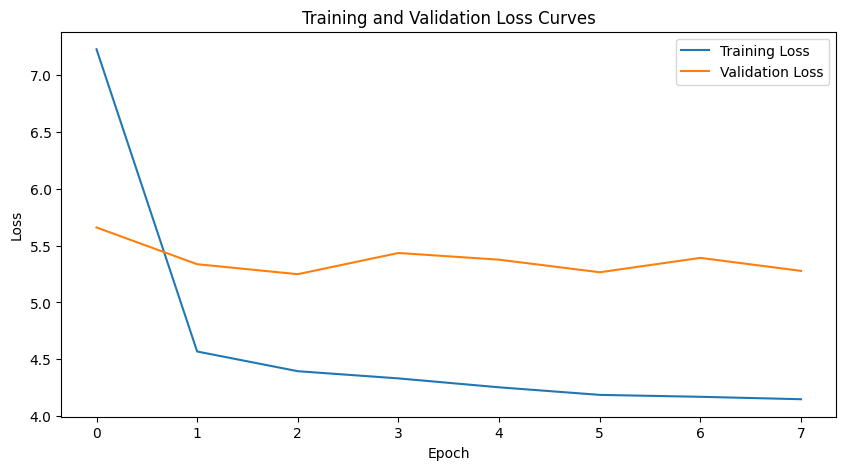 Training and Validation Loss Curves
Training Loss
Validation Loss
Loss
7.0
6.5
6.0
5.5
5.0
4.5
4.0
0 1 2 3 4 5 6 7
Epoch